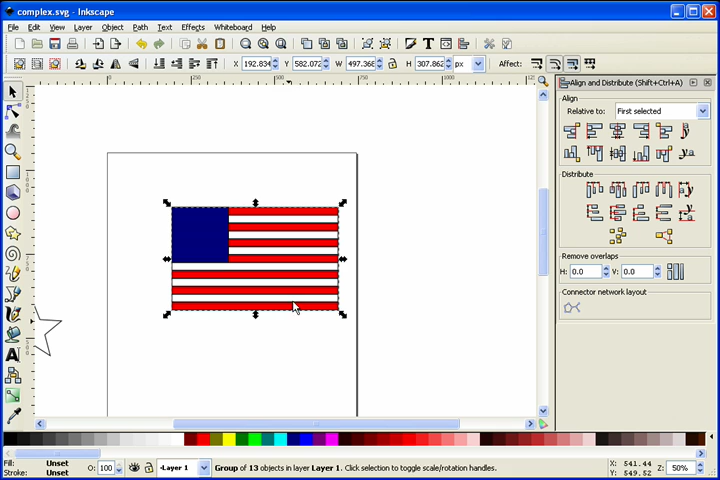 complex.svg - Inkscape
File Edit View Layer Object Path Text Effects Whiteboard Help
X 192.834 Y 582.072 W 497.368 H 307.862 px Affect:
Align and Distribute (Shift+Ctrl+A)
Align
Relative to: First selected
Distribute
Remove overlaps
H: 0.0 V: 0.0
Connector network layout
A
Fill: Unset
Stroke: Unset
O: 100
Layer 1
Group of 13 objects in layer Layer 1. Click selection to toggle scale/rotation handles.
X: 541.44
Y: 549.52
Z: 50%